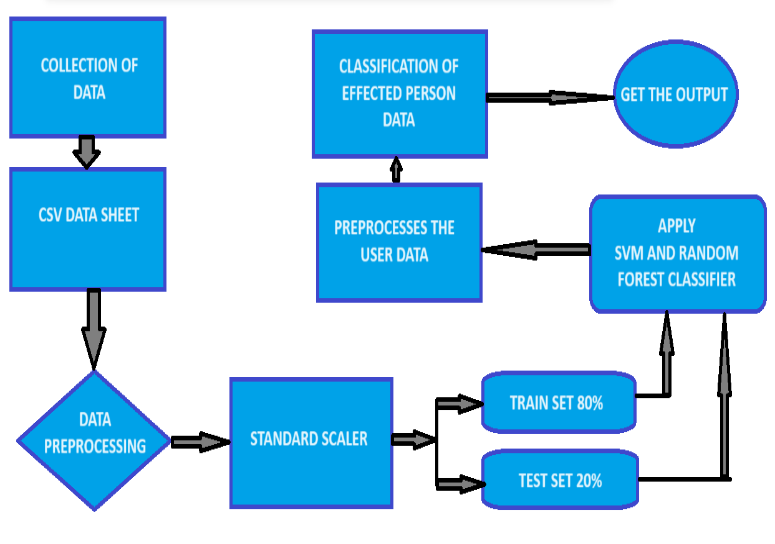 COLLECTION OF
DATA
CSV DATA SHEET
DATA
PREPROCESSING
STANDARD SCALER
TRAIN SET 80%
TEST SET 20%
APPLY
SVM AND RANDOM
FOREST CLASSIFIER
PREPROCESSES THE
USER DATA
CLASSIFICATION OF
EFFECTED PERSON
DATA
GET THE OUTPUT